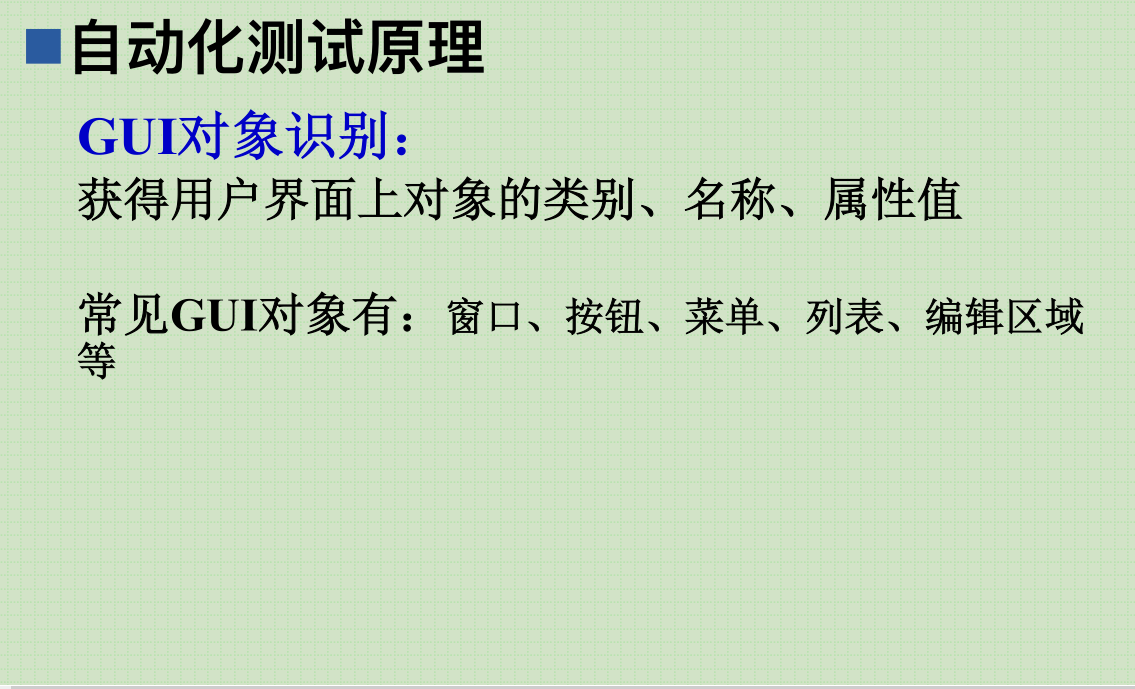 自动化测试原理
GUI对象识别：
获得用户界面上对象的类别、名称、属性值
常见GUI对象有：窗口、按钮、菜单、列表、编辑区域
等